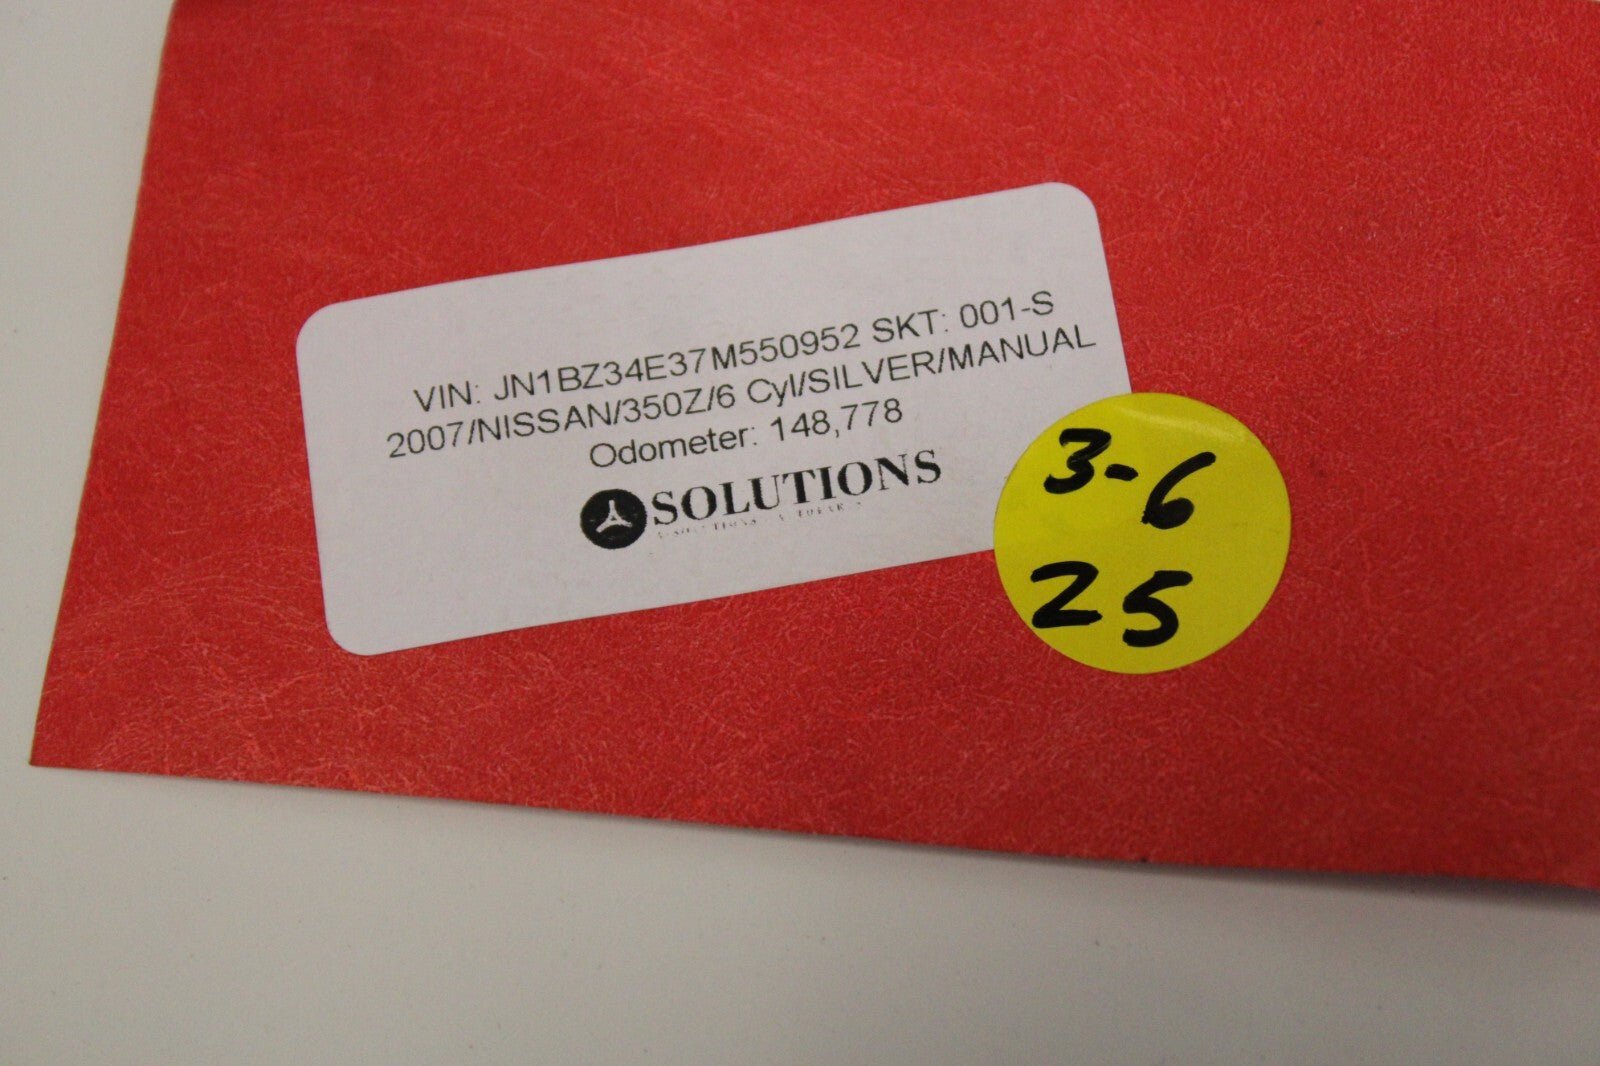 VIN: JN1BZ34E37M550952 SKT: 001-S
2007/NISSAN/350Z/6 Cyl/SILVER/MANUAL
Odometer: 148,778
SOLUTIONS
3-6
25